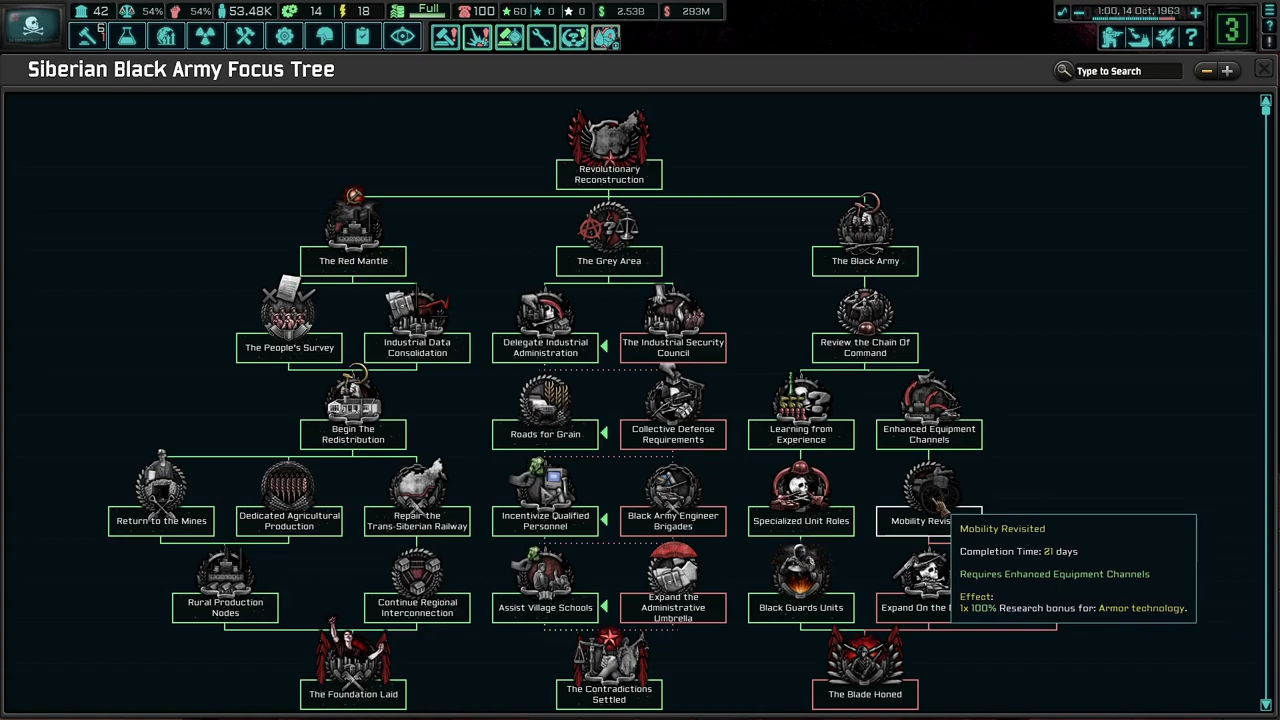 42 54% 54% 53.48K 14 18 Full 100 60 0 0 $ 2.53B $ 293M 1:00, 14 Oct, 1963
3
Siberian Black Army Focus Tree
Type to Search
Revolutionary
Reconstruction
The Red Mantle
The Grey Area
The Black Army
The People's Survey
Industrial Data
Consolidation
Delegate Industrial
Administration
The Industrial Security
Council
Review the Chain Of
Command
Begin The
Redistribution
Roads for Grain
Collective Defense
Requirements
Learning from
Experience
Enhanced Equipment
Channels
Return to the Mines
Dedicated Agricultural
Production
Repair the
Trans-Siberian Railway
Incentivize Qualified
Personnel
Black Army Engineer
Brigades
Specialized Unit Roles
Mobility Revis
Mobility Revisited
Completion Time: 21 days
Requires Enhanced Equipment Channels
Effect:
1x 100% Research bonus for: Armor technology.
Rural Production
Nodes
Continue Regional
Interconnection
Assist Village Schools
Expand the
Administrative
Umbrella
Black Guards Units
Expand On the
The Foundation Laid
The Contradictions
Settled
The Blade Honed